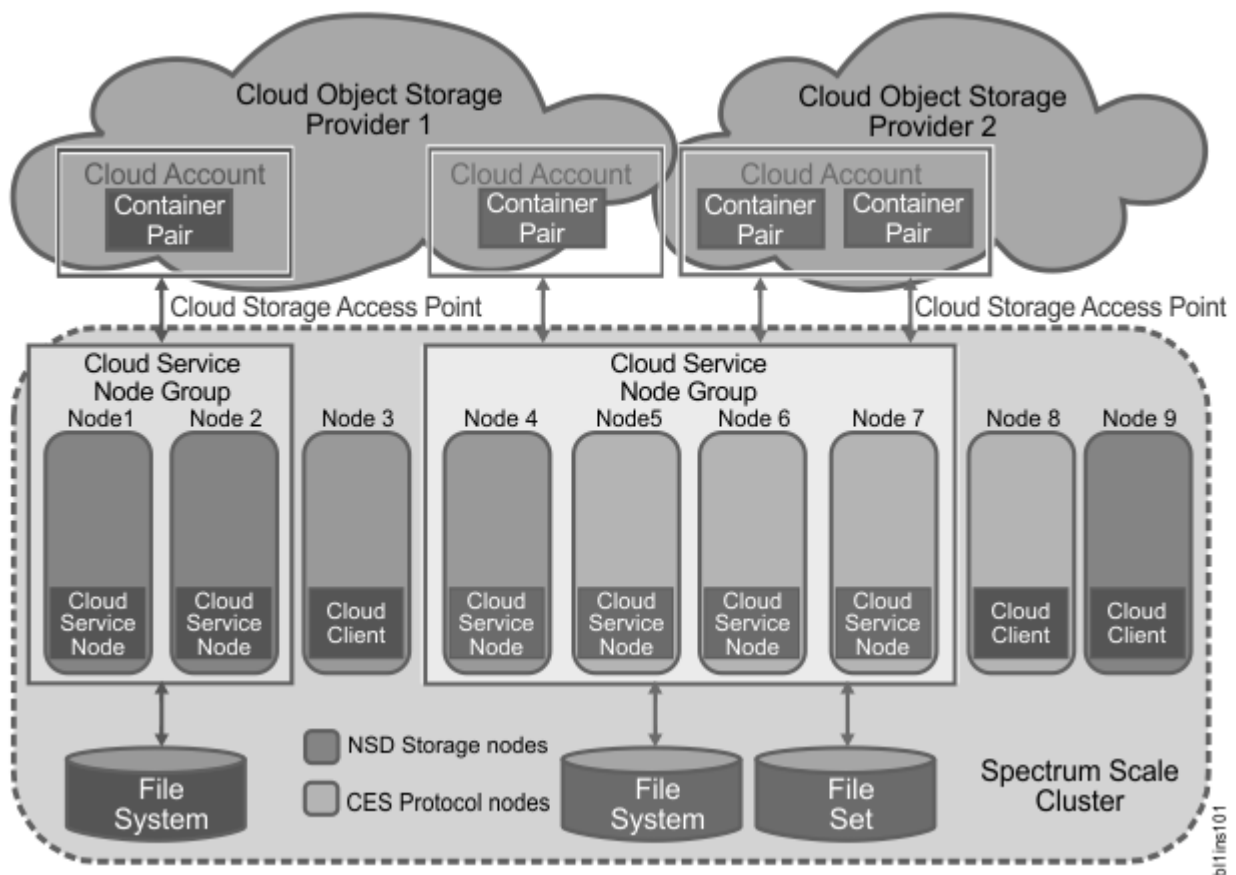 Cloud Object Storage
Provider 1
Cloud Object Storage
Provider 2
Cloud Account
Container
Pair
Cloud Account
Container
Pair
Cloud Account
Container
Pair
Container
Pair
Cloud Storage Access Point
Cloud Storage Access Point
Cloud Service
Node Group
Cloud Service
Node Group
Node1
Node 2
Node 3
Node 4
Node5
Node 6
Node 7
Node 8
Node 9
Cloud
Service
Node
Cloud
Service
Node
Cloud
Client
Cloud
Service
Node
Cloud
Service
Node
Cloud
Service
Node
Cloud
Service
Node
Cloud
Client
Cloud
Client
NSD Storage nodes
CES Protocol nodes
File
System
File
System
File
Set
Spectrum Scale
Cluster
bl1ins101